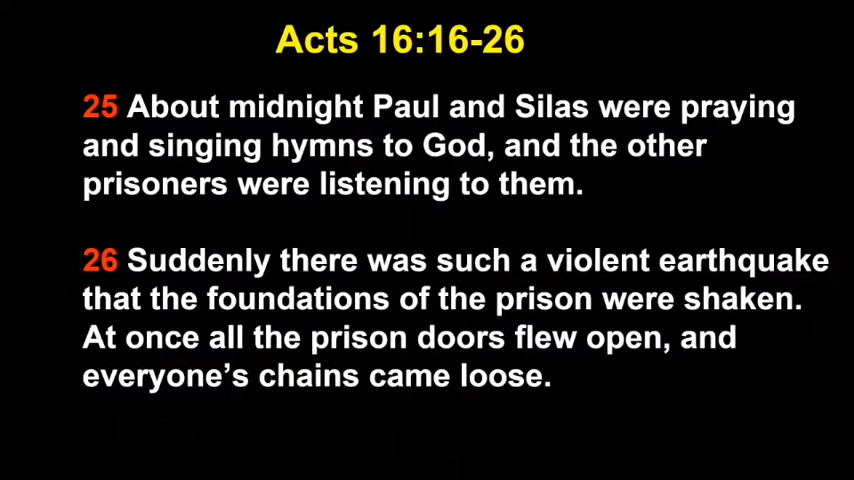 Acts 16:16-26
25 About midnight Paul and Silas were praying
and singing hymns to God, and the other
prisoners were listening to them.
26 Suddenly there was such a violent earthquake
that the foundations of the prison were shaken.
At once all the prison doors flew open, and
everyone’s chains came loose.